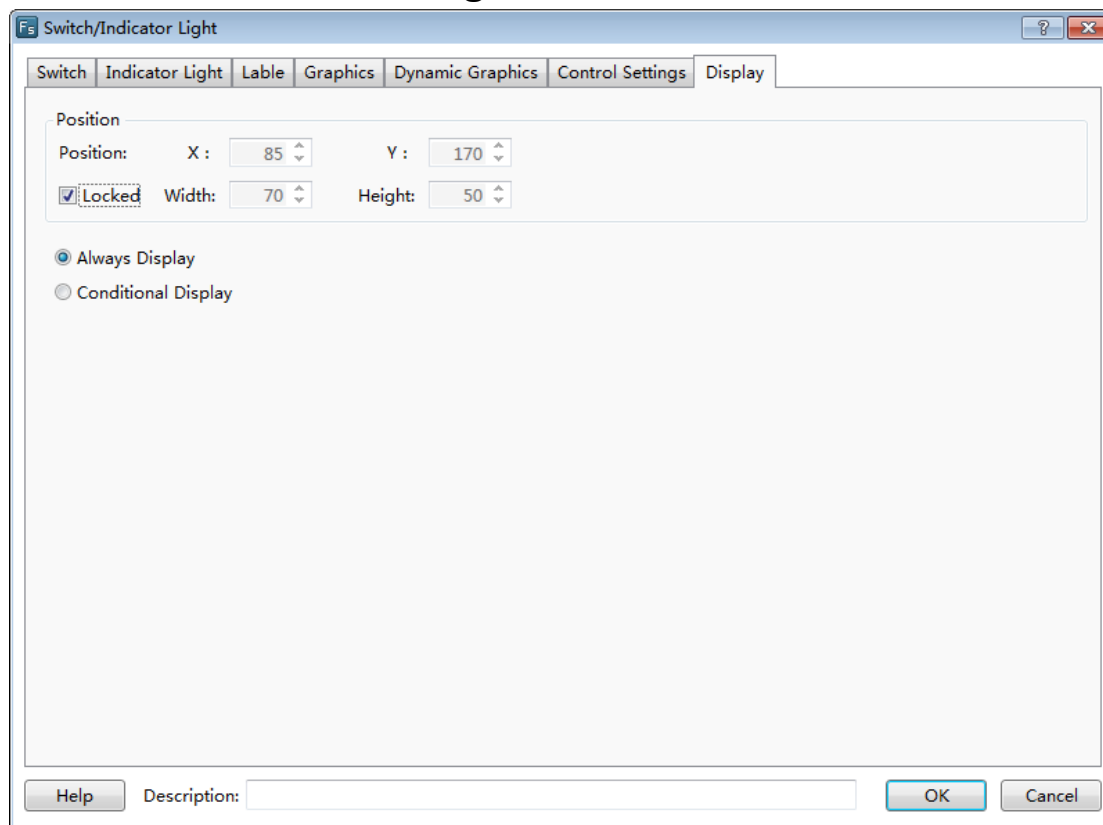 Fs Switch/Indicator Light ?
Switch Indicator Light Lable Graphics Dynamic Graphics Control Settings Display
Position
Position: X : 85 Y : 170
Locked Width: 70 Height: 50
Always Display
Conditional Display
Help Description: OK Cancel